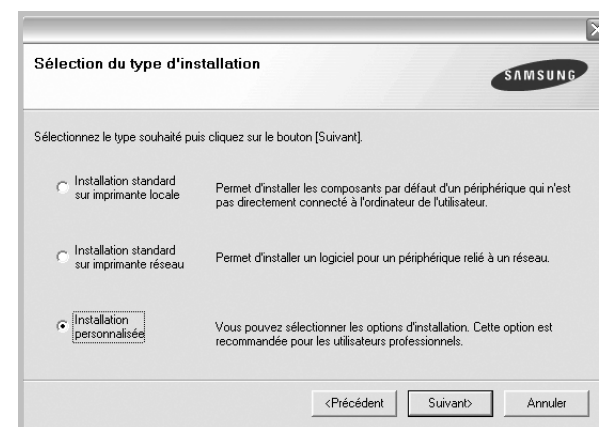 Sélection du type d'installation
SAMSUNG
Sélectionnez le type souhaité puis cliquez sur le bouton [Suivant].
Installation standard
sur imprimante locale
Permet d'installer les composants par défaut d'un périphérique qui n'est
pas directement connecté à l'ordinateur de l'utilisateur.
Installation standard
sur imprimante réseau
Permet d'installer un logiciel pour un périphérique relié à un réseau.
Installation
personnalisée
Vous pouvez sélectionner les options d'installation. Cette option est
recommandée pour les utilisateurs professionnels.
<Précédent
Suivant>
Annuler